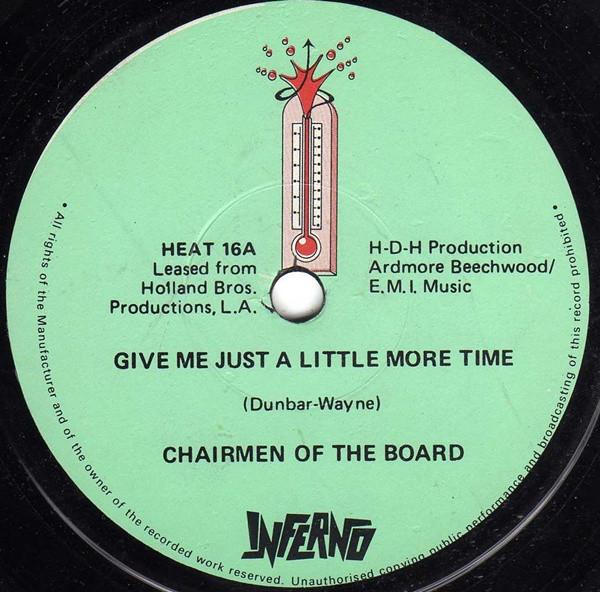 HEAT 16A
Leased from
Holland Bros.
Productions, L.A.
H-D-H Production
Ardmore Beechwood/
E.M.I. Music
GIVE ME JUST A LITTLE MORE TIME
(Dunbar-Wayne)
CHAIRMEN OF THE BOARD
INFERNO
• All rights of the Manufacturer and of the owner of the recorded work reserved. Unauthorised copying public performance and broadcasting of this record prohibited •